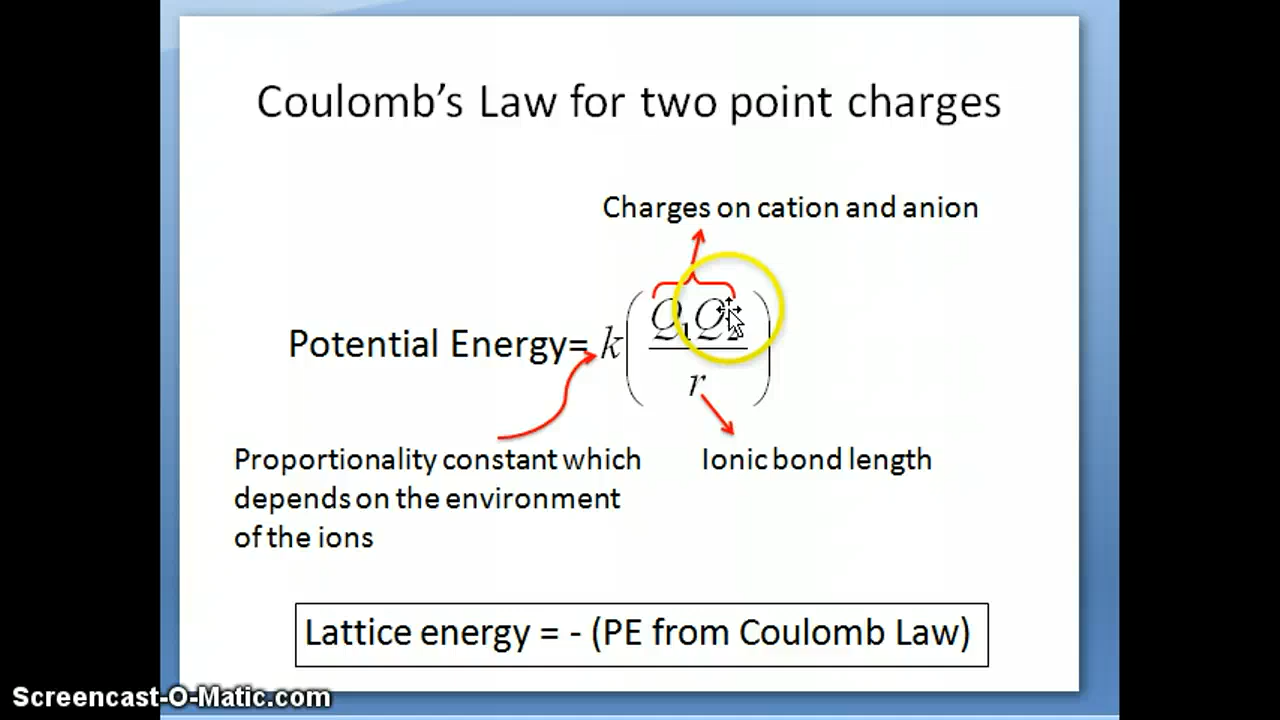 Coulomb's Law for two point charges
Charges on cation and anion
Potential Energy= k(Q₁Q₂/r)
Proportionality constant which
depends on the environment
of the ions
Ionic bond length
Lattice energy = - (PE from Coulomb Law)
Screencast-O-Matic.com